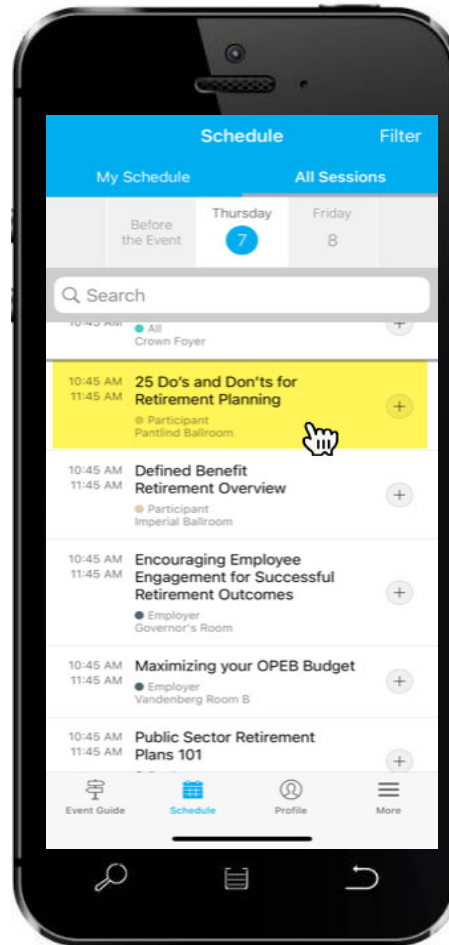 Schedule Filter
My Schedule All Sessions
Before
the Event
Thursday
7
Friday
8
Search
10:45 AM
All
Crown Foyer
10:45 AM
11:45 AM
25 Do's and Don'ts for
Retirement Planning
Participant
Pantlind Ballroom
10:45 AM
11:45 AM
Defined Benefit
Retirement Overview
Participant
Imperial Ballroom
10:45 AM
11:45 AM
Encouraging Employee
Engagement for Successful
Retirement Outcomes
Employer
Governor's Room
10:45 AM
11:45 AM
Maximizing your OPEB Budget
Employer
Vandenberg Room B
10:45 AM
11:45 AM
Public Sector Retirement
Plans 101
Event Guide
Schedule
Profile
More